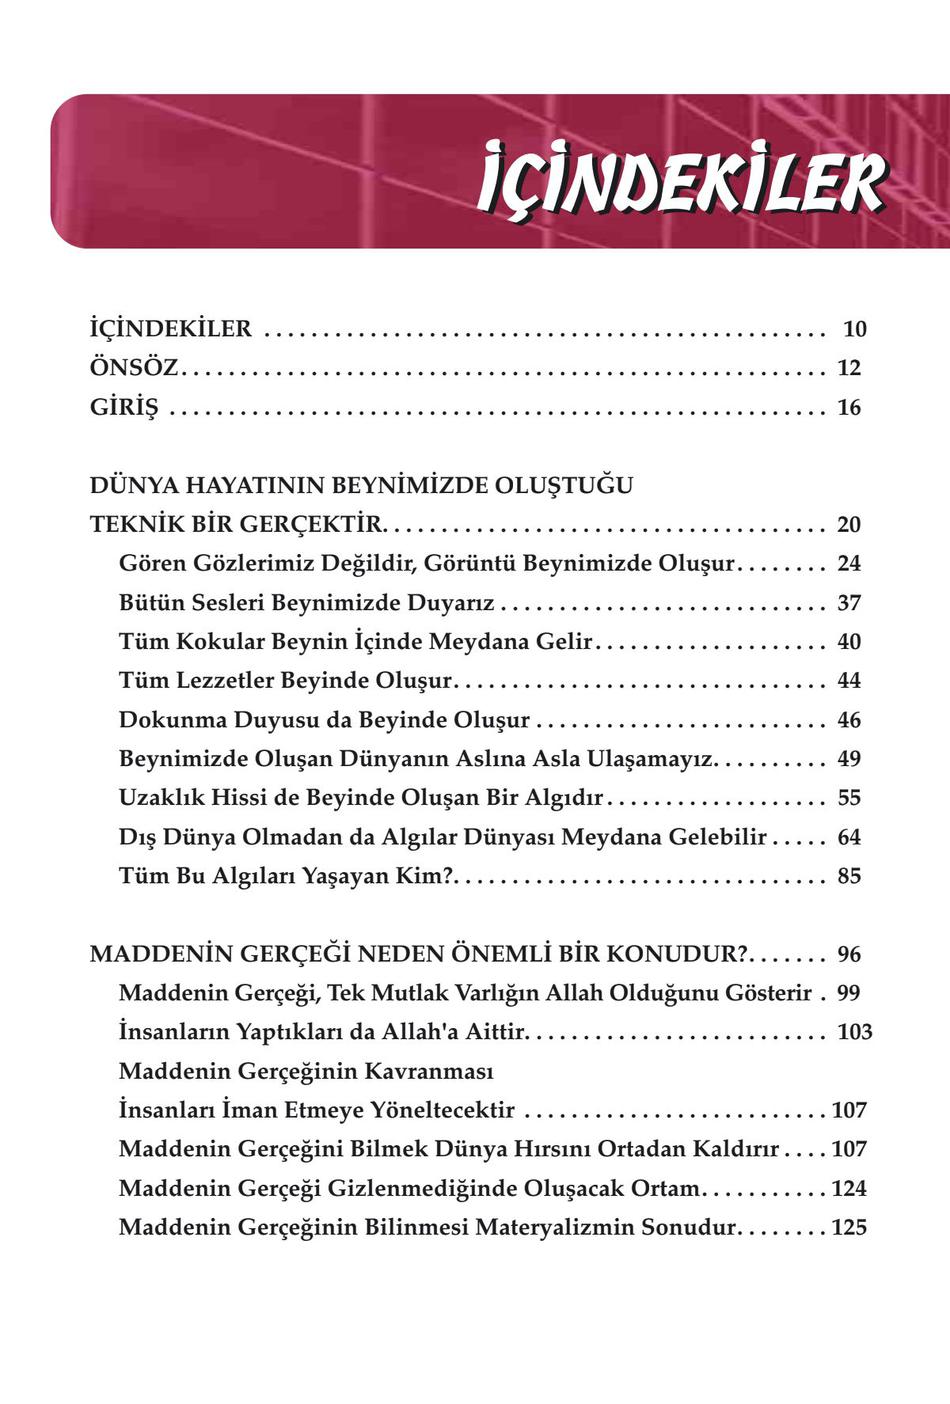 İÇİNDEKİLER
İÇİNDEKİLER . . . . . . . . . . . . . . . . . . . . . . . . . . . . . . . . . . . . . . . . . . . . . . . . 10
ÖNSÖZ. . . . . . . . . . . . . . . . . . . . . . . . . . . . . . . . . . . . . . . . . . . . . . . . . . . . . . . 12
GİRİŞ . . . . . . . . . . . . . . . . . . . . . . . . . . . . . . . . . . . . . . . . . . . . . . . . . . . . . . . . 16
DÜNYA HAYATININ BEYNİMİZDE OLUŞTUĞU
TEKNİK BİR GERÇEKTİR. . . . . . . . . . . . . . . . . . . . . . . . . . . . . . . . . . . . . . 20
Gören Gözlerimiz Değildir, Görüntü Beynimizde Oluşur. . . . . . . . 24
Bütün Sesleri Beynimizde Duyarız . . . . . . . . . . . . . . . . . . . . . . . . . . . . 37
Tüm Kokular Beynin İçinde Meydana Gelir. . . . . . . . . . . . . . . . . . . . 40
Tüm Lezzetler Beyinde Oluşur. . . . . . . . . . . . . . . . . . . . . . . . . . . . . . . . 44
Dokunma Duyusu da Beyinde Oluşur . . . . . . . . . . . . . . . . . . . . . . . . . 46
Beynimizde Oluşan Dünyanın Aslına Asla Ulaşamayız. . . . . . . . . . 49
Uzaklık Hissi de Beyinde Oluşan Bir Algıdır. . . . . . . . . . . . . . . . . . . 55
Dış Dünya Olmadan da Algılar Dünyası Meydana Gelebilir . . . . . 64
Tüm Bu Algıları Yaşayan Kim?. . . . . . . . . . . . . . . . . . . . . . . . . . . . . . . . 85
MADDENİN GERÇEĞİ NEDEN ÖNEMLİ BİR KONUDUR?. . . . . . . 96
Maddenin Gerçeği, Tek Mutlak Varlığın Allah Olduğunu Gösterir . 99
İnsanların Yaptıkları da Allah'a Aittir. . . . . . . . . . . . . . . . . . . . . . . . . . 103
Maddenin Gerçeğinin Kavranması
İnsanları İman Etmeye Yöneltecektir . . . . . . . . . . . . . . . . . . . . . . . . . . 107
Maddenin Gerçeğini Bilmek Dünya Hırsını Ortadan Kaldırır . . . . 107
Maddenin Gerçeği Gizlenmediğinde Oluşacak Ortam. . . . . . . . . . . 124
Maddenin Gerçeğinin Bilinmesi Materyalizmin Sonudur. . . . . . . . 125